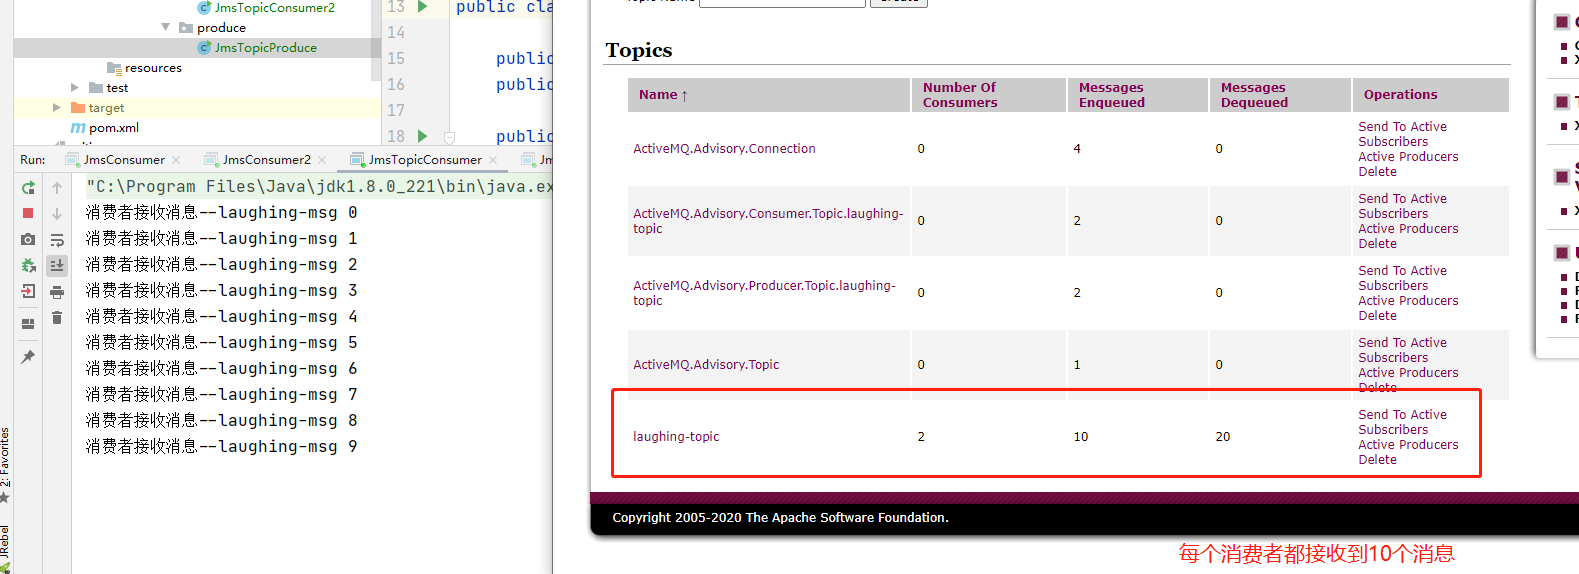 JmsTopicConsumer2
produce
JmsTopicProduce
resources
test
target
pom.xml
13
public cla
14
15
public
16
public
17
18
public
Run:
JmsConsumer
JmsConsumer2
JmsTopicConsumer
"C:\Program Files\Java\jdk1.8.0_221\bin\java.ex
消费者接收消息--laughing-msg 0
消费者接收消息--laughing-msg 1
消费者接收消息--laughing-msg 2
消费者接收消息--laughing-msg 3
消费者接收消息--laughing-msg 4
消费者接收消息--laughing-msg 5
消费者接收消息--laughing-msg 6
消费者接收消息--laughing-msg 7
消费者接收消息--laughing-msg 8
消费者接收消息--laughing-msg 9
2: Favorites
JRebel
Topics
Name ↑
Number Of
Consumers
Messages
Enqueued
Messages
Dequeued
Operations
ActiveMQ.Advisory.Connection
0
4
0
Send To Active
Subscribers
Active Producers
Delete
ActiveMQ.Advisory.Consumer.Topic.laughing-
topic
0
2
0
Send To Active
Subscribers
Active Producers
Delete
ActiveMQ.Advisory.Producer.Topic.laughing-
topic
0
2
0
Send To Active
Subscribers
Active Producers
Delete
ActiveMQ.Advisory.Topic
0
1
0
Send To Active
Subscribers
Active Producers
Delete
laughing-topic
2
10
20
Send To Active
Subscribers
Active Producers
Delete
Copyright 2005-2020 The Apache Software Foundation.
每个消费者都接收到10个消息